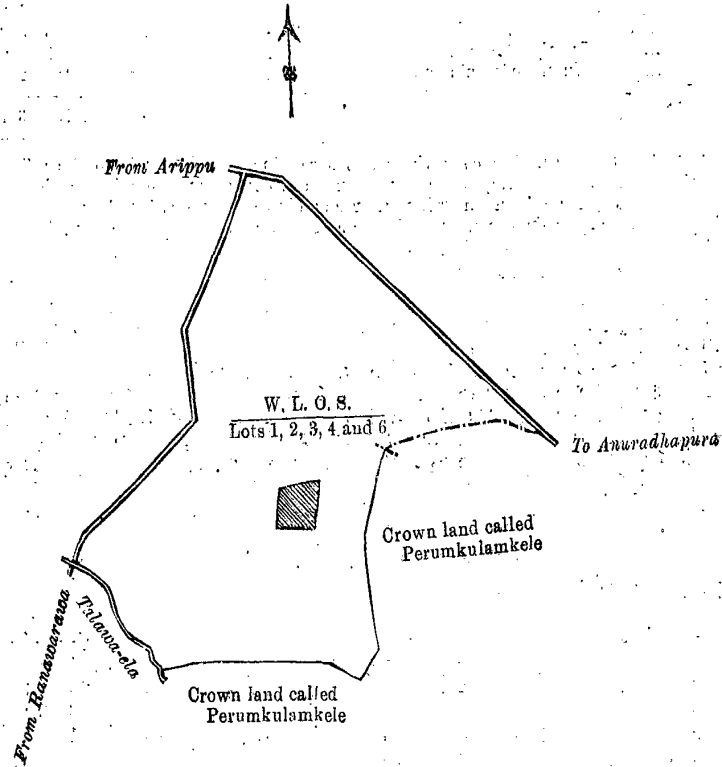 From Arippu
W. L. O. S.
Lots 1, 2, 3, 4 and 6
To Anuradhapura
Crown land called
Perumkulamkele
From Ranawarawa
Talawa-ela
Crown land called
Perumkulamkele